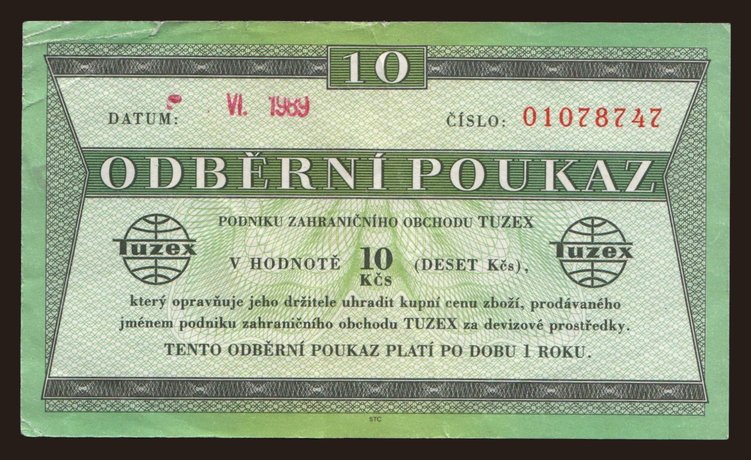 10
DATUM: VI. 1989
ČÍSLO: 01078747
ODBĚRNÍ POUKAZ
PODNIKU ZAHRANIČNÍHO OBCHODU TUZEX
Tuzex
V HODNOTĚ 10 KČS (DESET Kčs),
Tuzex
který opravňuje jeho držitele uhradit kupní cenu zboží, prodávaného
jménem podniku zahraničního obchodu TUZEX za devizové prostředky.
TENTO ODBĚRNÍ POUKAZ PLATÍ PO DOBU 1 ROKU.
STC